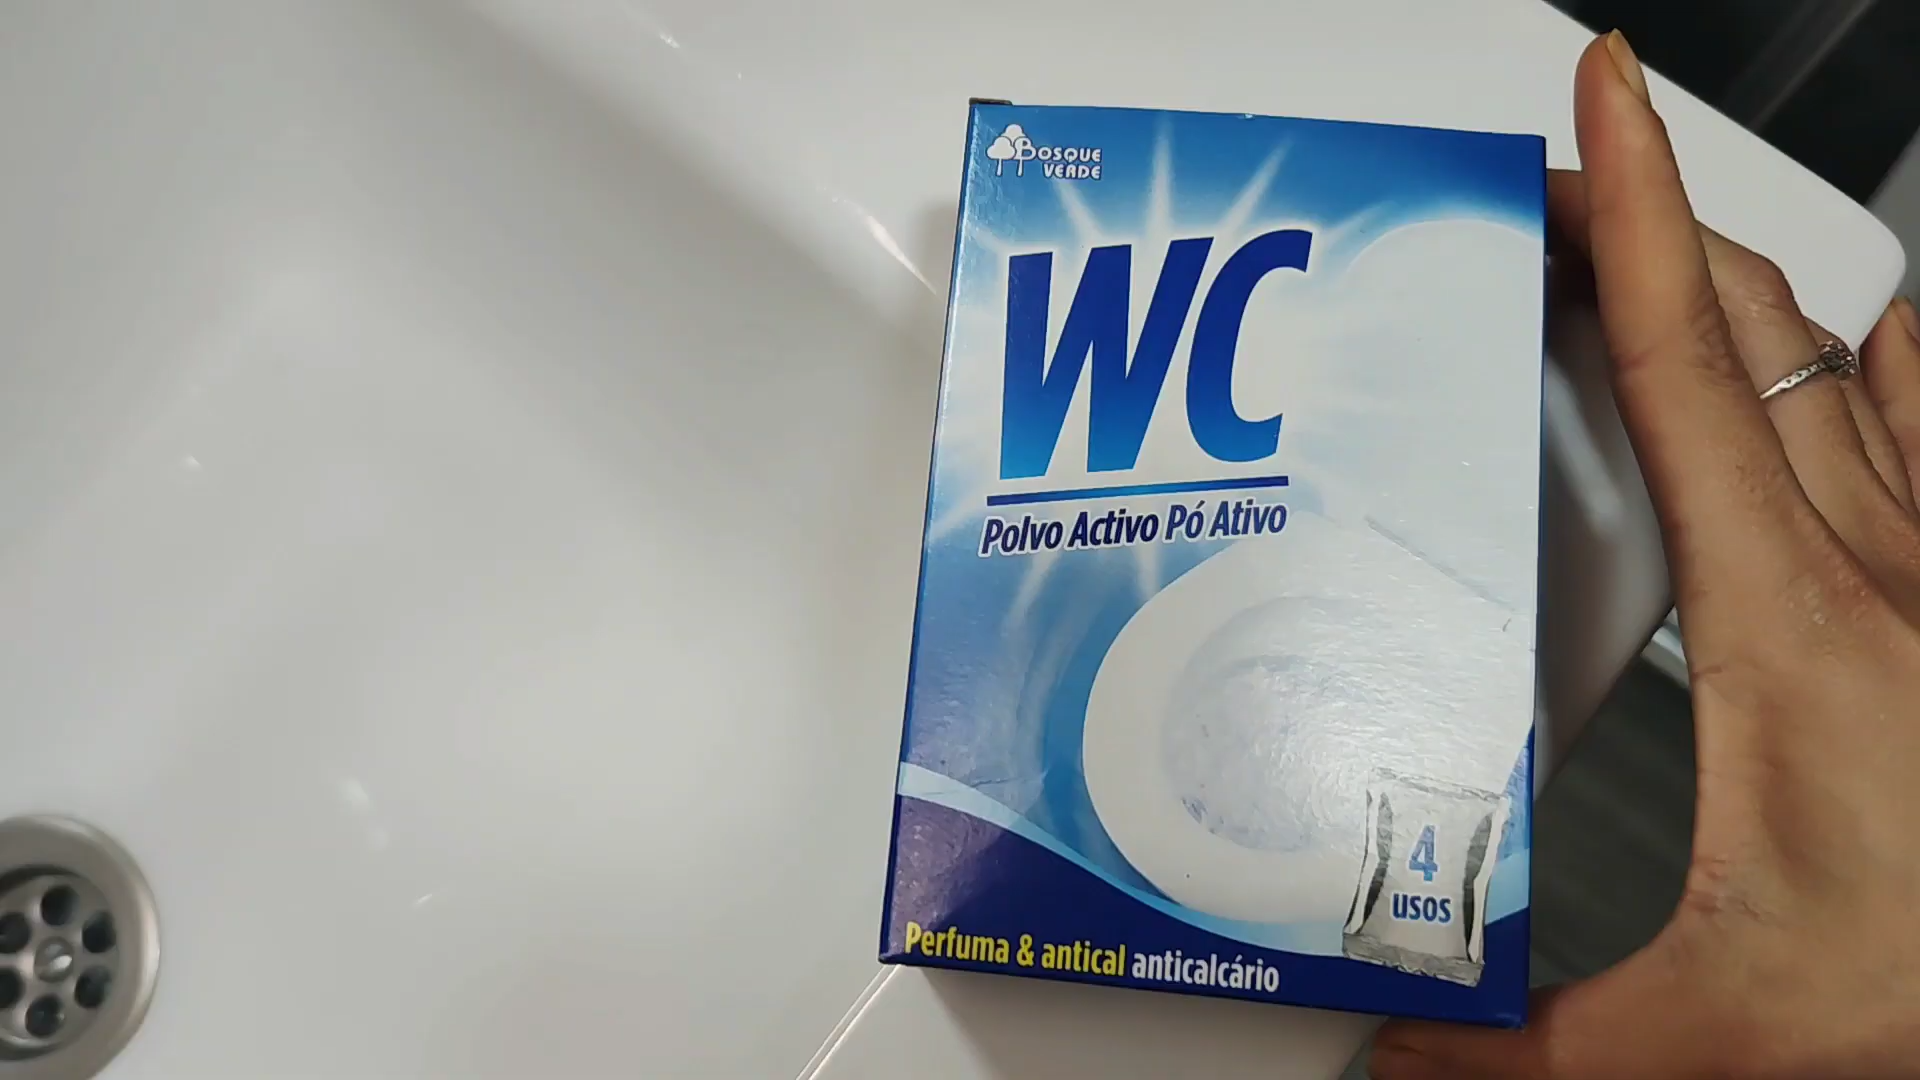 BOSQUE
VERDE
WC
Polvo Activo Pó Ativo
4
usos
Perfuma & antical anticalcário